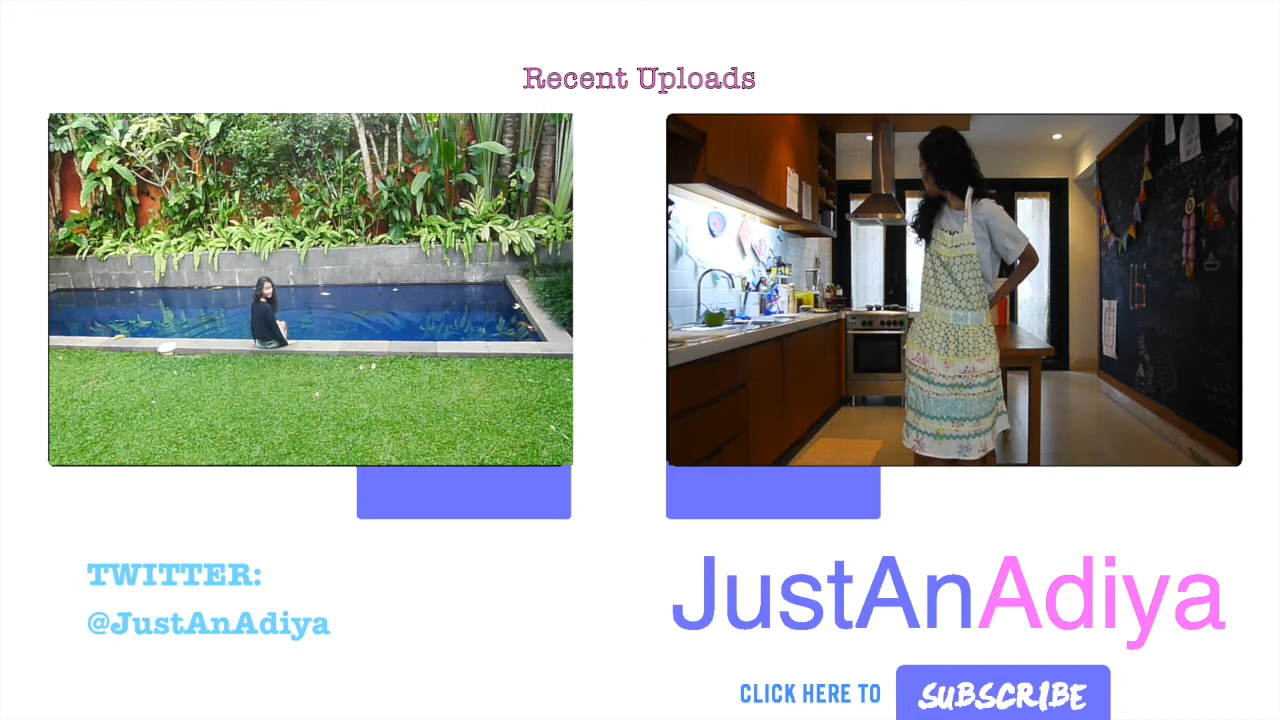 Recent Uploads
TWITTER:
@JustAnAdiya
JustAnAdiya
CLICK HERE TO SUBSCRIBE